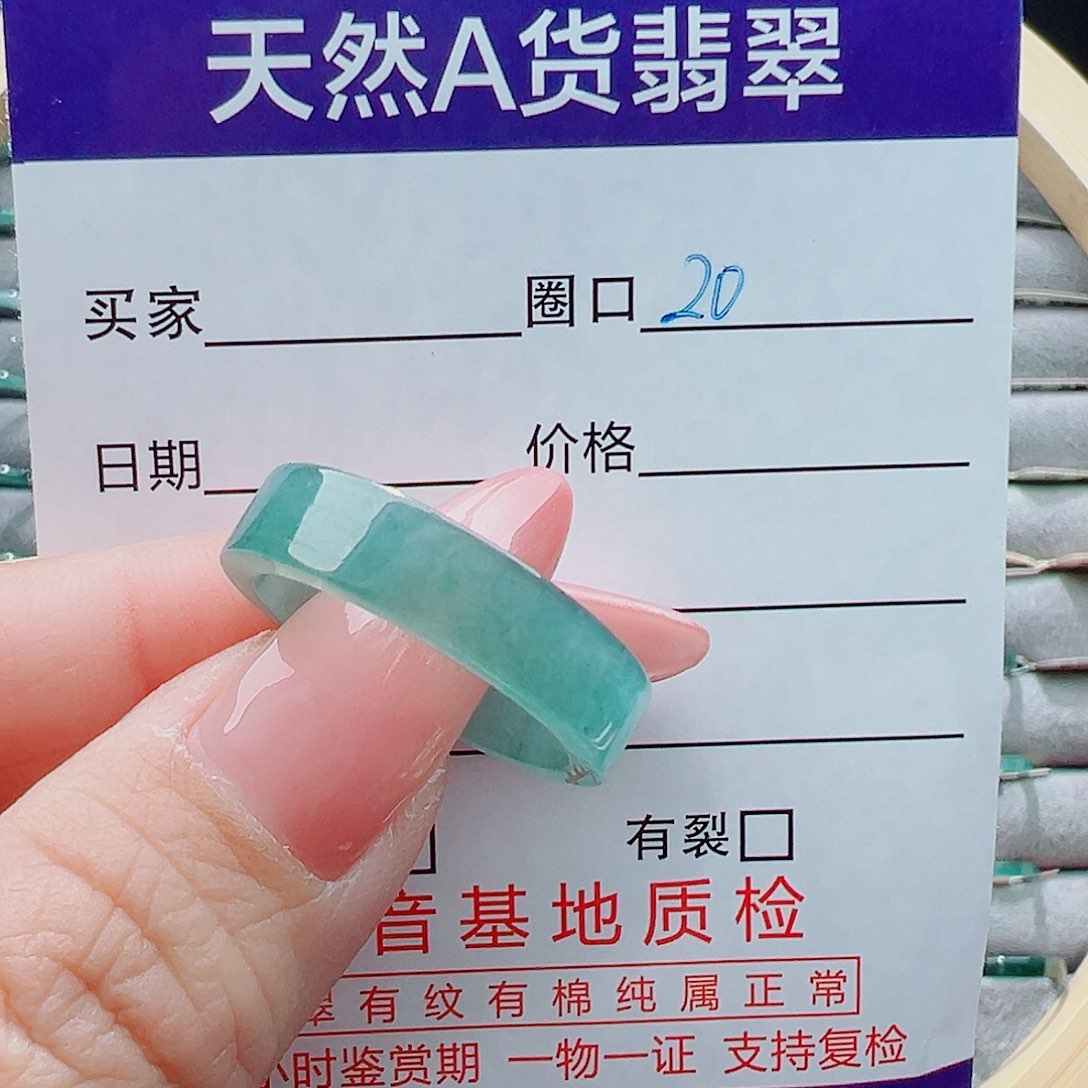 天然A货翡翠
买家 圈口 20
日期 价格
有裂
音基地质检
翠有纹有棉纯属正常
小时鉴赏期 一物一证 支持复检